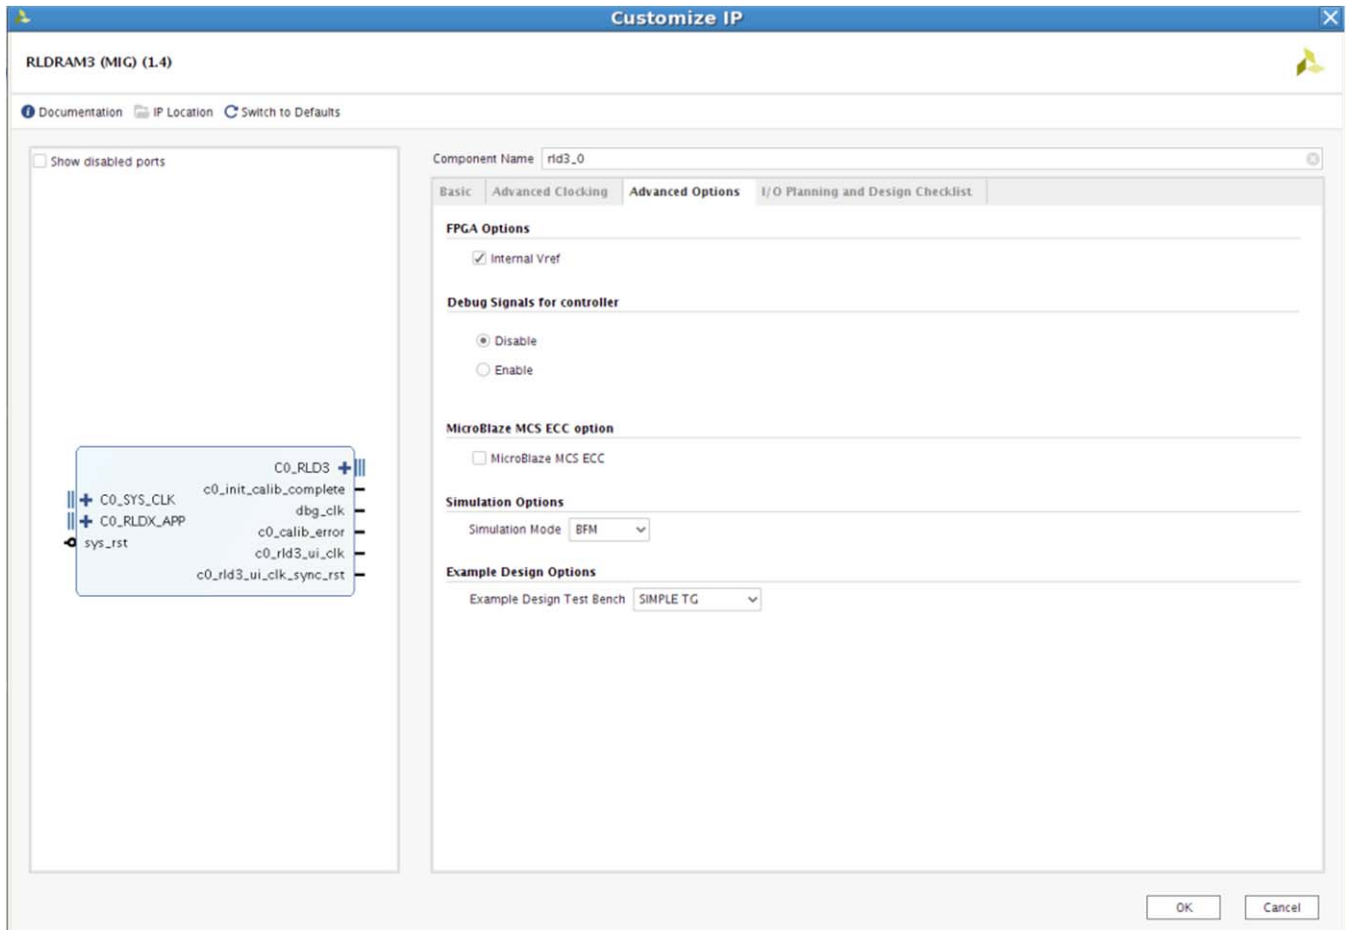 Customize IP
RLDRAM3 (MIG) (1.4)
Documentation IP Location Switch to Defaults
Show disabled ports
C0_RLD3
c0_init_calib_complete
C0_SYS_CLK
dbg_clk
C0_RLDX_APP
c0_calib_error
sys_rst
c0_rld3_ui_clk
c0_rld3_ui_clk_sync_rst
Component Name rld3_0
Basic Advanced Clocking Advanced Options I/O Planning and Design Checklist
FPGA Options
Internal Vref
Debug Signals for controller
Disable
Enable
MicroBlaze MCS ECC option
MicroBlaze MCS ECC
Simulation Options
Simulation Mode BFM
Example Design Options
Example Design Test Bench SIMPLE TG
OK Cancel